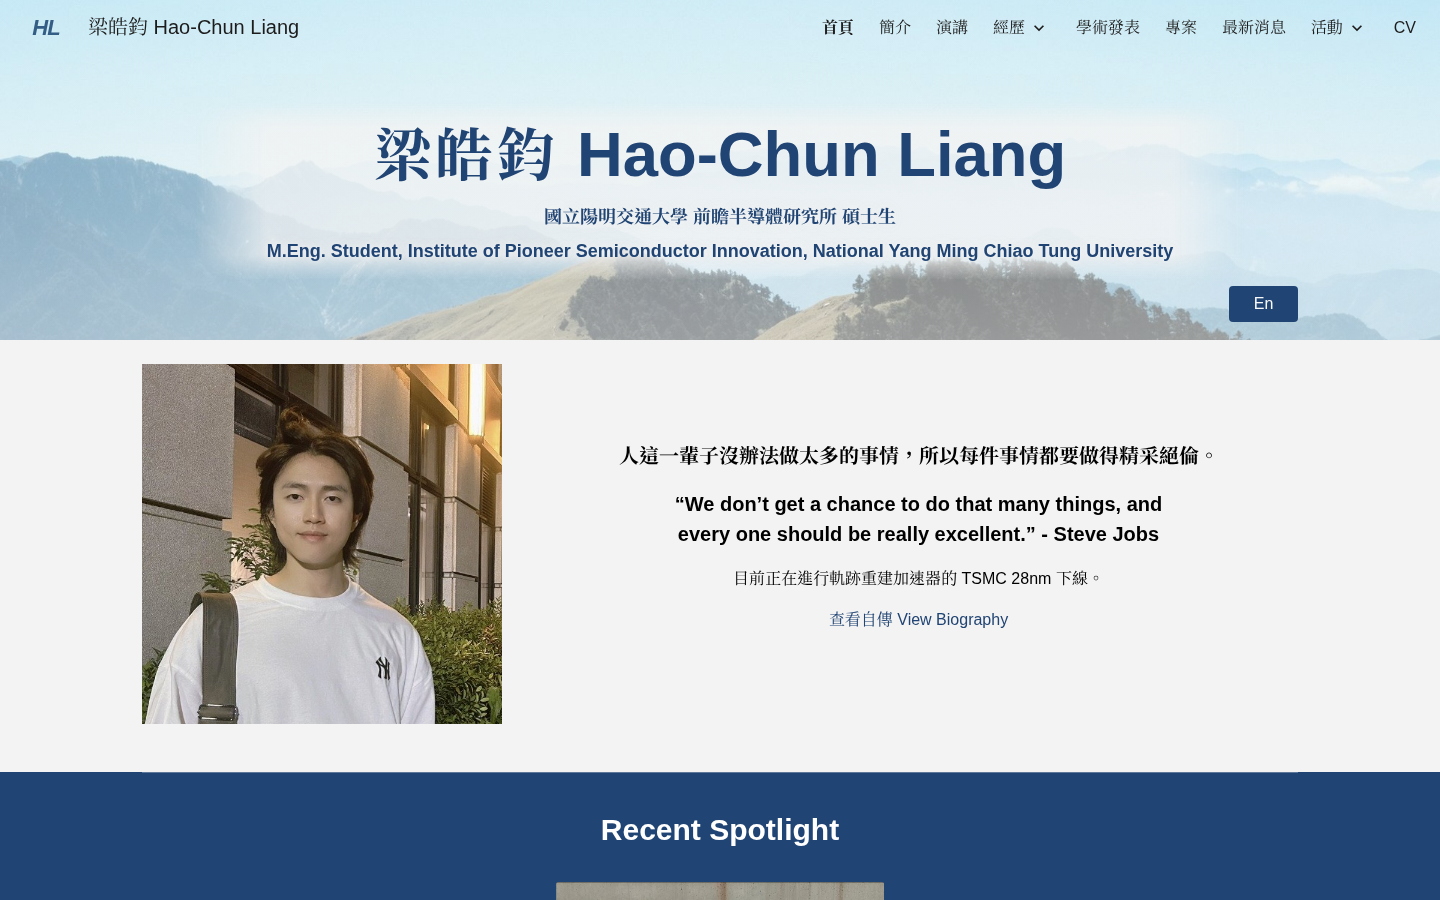 HL 梁皓鈞 Hao-Chun Liang 首頁 簡介 演講 經歷 學術發表 專案 最新消息 活動 CV
梁皓鈞 Hao-Chun Liang
國立陽明交通大學 前瞻半導體研究所 碩士生
M.Eng. Student, Institute of Pioneer Semiconductor Innovation, National Yang Ming Chiao Tung University
En
人這一輩子沒辦法做太多的事情，所以每件事情都要做得精采絕倫。
“We don’t get a chance to do that many things, and
every one should be really excellent.” - Steve Jobs
目前正在進行軌跡重建加速器的 TSMC 28nm 下線。
查看自傳 View Biography
NY
Recent Spotlight